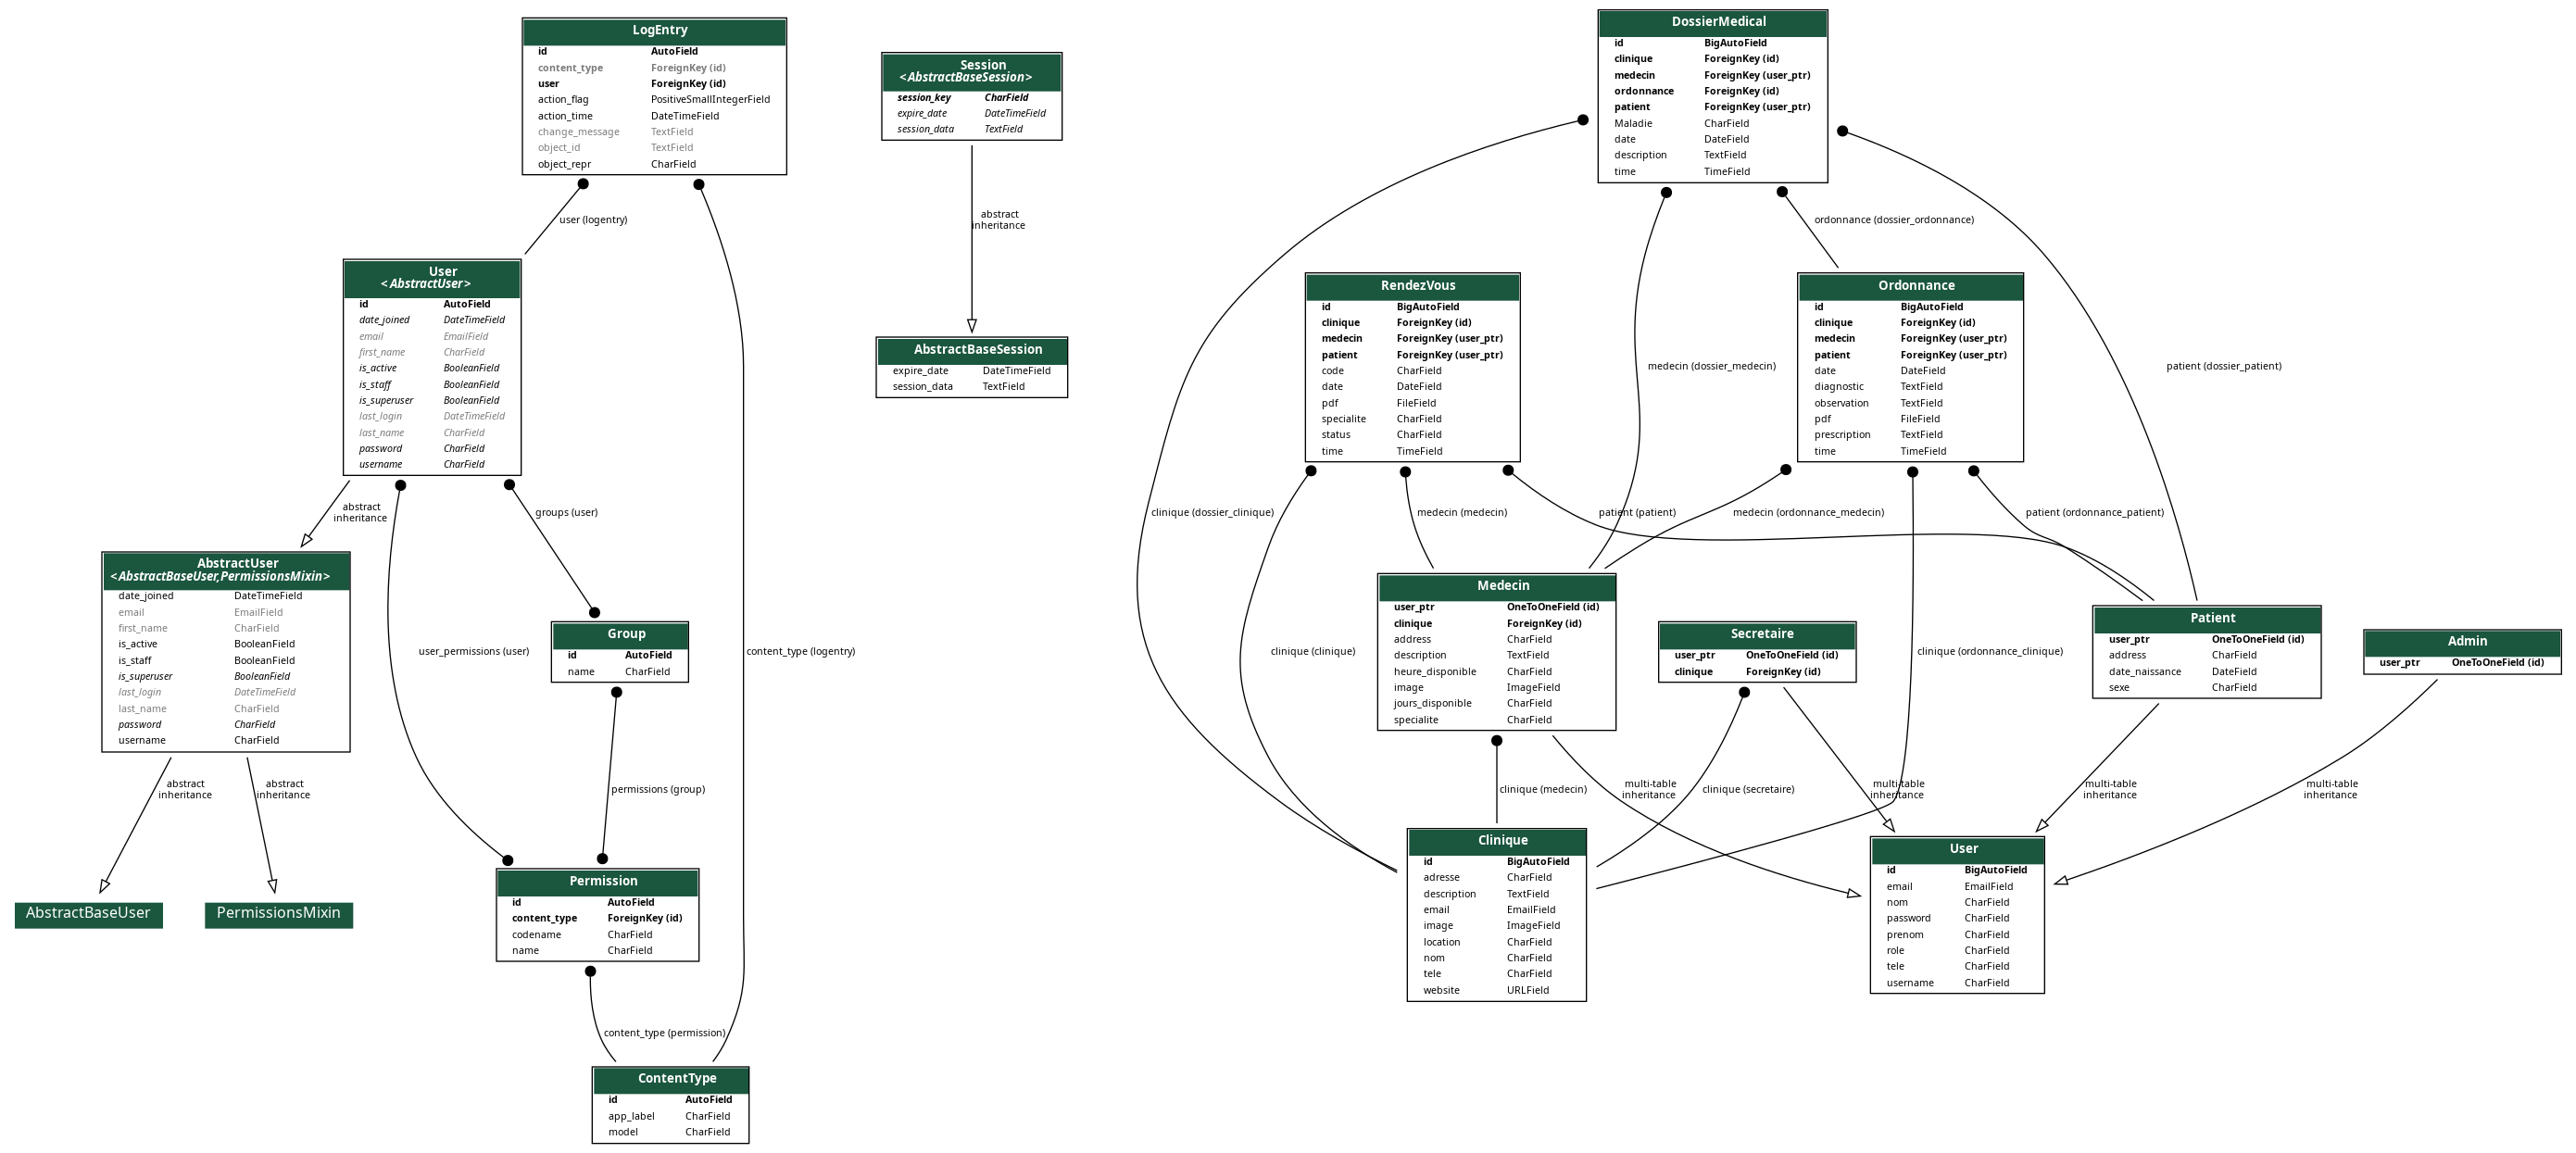 LogEntry
id AutoField
content_type ForeignKey (id)
user ForeignKey (id)
action_flag PositiveSmallIntegerField
action_time DateTimeField
change_message TextField
object_id TextField
object_repr CharField
user (logentry)
User
<AbstractUser>
id AutoField
date_joined DateTimeField
email EmailField
first_name CharField
is_active BooleanField
is_staff BooleanField
is_superuser BooleanField
last_login DateTimeField
last_name CharField
password CharField
username CharField
abstract
inheritance
groups (user)
AbstractUser
<AbstractBaseUser,PermissionsMixin>
date_joined DateTimeField
email EmailField
first_name CharField
is_active BooleanField
is_staff BooleanField
is_superuser BooleanField
last_login DateTimeField
last_name CharField
password CharField
username CharField
user_permissions (user)
Group
id AutoField
name CharField
content_type (logentry)
abstract
inheritance
abstract
inheritance
permissions (group)
AbstractBaseUser
PermissionsMixin
Permission
id AutoField
content_type ForeignKey (id)
codename CharField
name CharField
content_type (permission)
ContentType
id AutoField
app_label CharField
model CharField
Session
<AbstractBaseSession>
session_key CharField
expire_date DateTimeField
session_data TextField
abstract
inheritance
AbstractBaseSession
expire_date DateTimeField
session_data TextField
DossierMedical
id BigAutoField
clinique ForeignKey (id)
medecin ForeignKey (user_ptr)
ordonnance ForeignKey (id)
patient ForeignKey (user_ptr)
Maladie CharField
date DateField
description TextField
time TimeField
ordonnance (dossier_ordonnance)
RendezVous
id BigAutoField
clinique ForeignKey (id)
medecin ForeignKey (user_ptr)
patient ForeignKey (user_ptr)
code CharField
date DateField
pdf FileField
specialite CharField
status CharField
time TimeField
medecin (dossier_medecin)
Ordonnance
id BigAutoField
clinique ForeignKey (id)
medecin ForeignKey (user_ptr)
patient ForeignKey (user_ptr)
date DateField
diagnostic TextField
observation TextField
pdf FileField
prescription TextField
time TimeField
patient (dossier_patient)
clinique (dossier_clinique)
medecin (medecin)
patient (patient)
medecin (ordonnance_medecin)
patient (ordonnance_patient)
clinique (clinique)
Medecin
user_ptr OneToOneField (id)
clinique ForeignKey (id)
address CharField
description TextField
heure_disponible CharField
image ImageField
jours_disponible CharField
specialite CharField
Secretaire
user_ptr OneToOneField (id)
clinique ForeignKey (id)
clinique (ordonnance_clinique)
Patient
user_ptr OneToOneField (id)
address CharField
date_naissance DateField
sexe CharField
Admin
user_ptr OneToOneField (id)
clinique (medecin)
multi-table
inheritance
clinique (secretaire)
multi-table
inheritance
multi-table
inheritance
multi-table
inheritance
Clinique
id BigAutoField
adresse CharField
description TextField
email EmailField
image ImageField
location CharField
nom CharField
tele CharField
website URLField
User
id BigAutoField
email EmailField
nom CharField
password CharField
prenom CharField
role CharField
tele CharField
username CharField